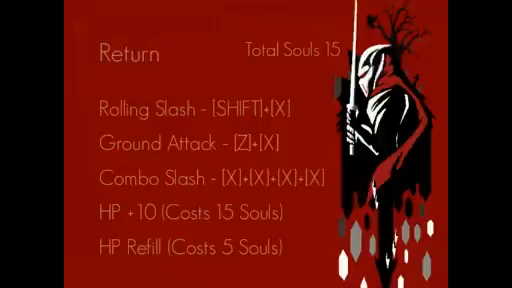 Return
Total Souls 15
Rolling Slash - [SHIFT]+[X]
Ground Attack - [Z]+[X]
Combo Slash - [X]+[X]+[X]+[X]
HP +10 (Costs 15 Souls)
HP Refill (Costs 5 Souls)